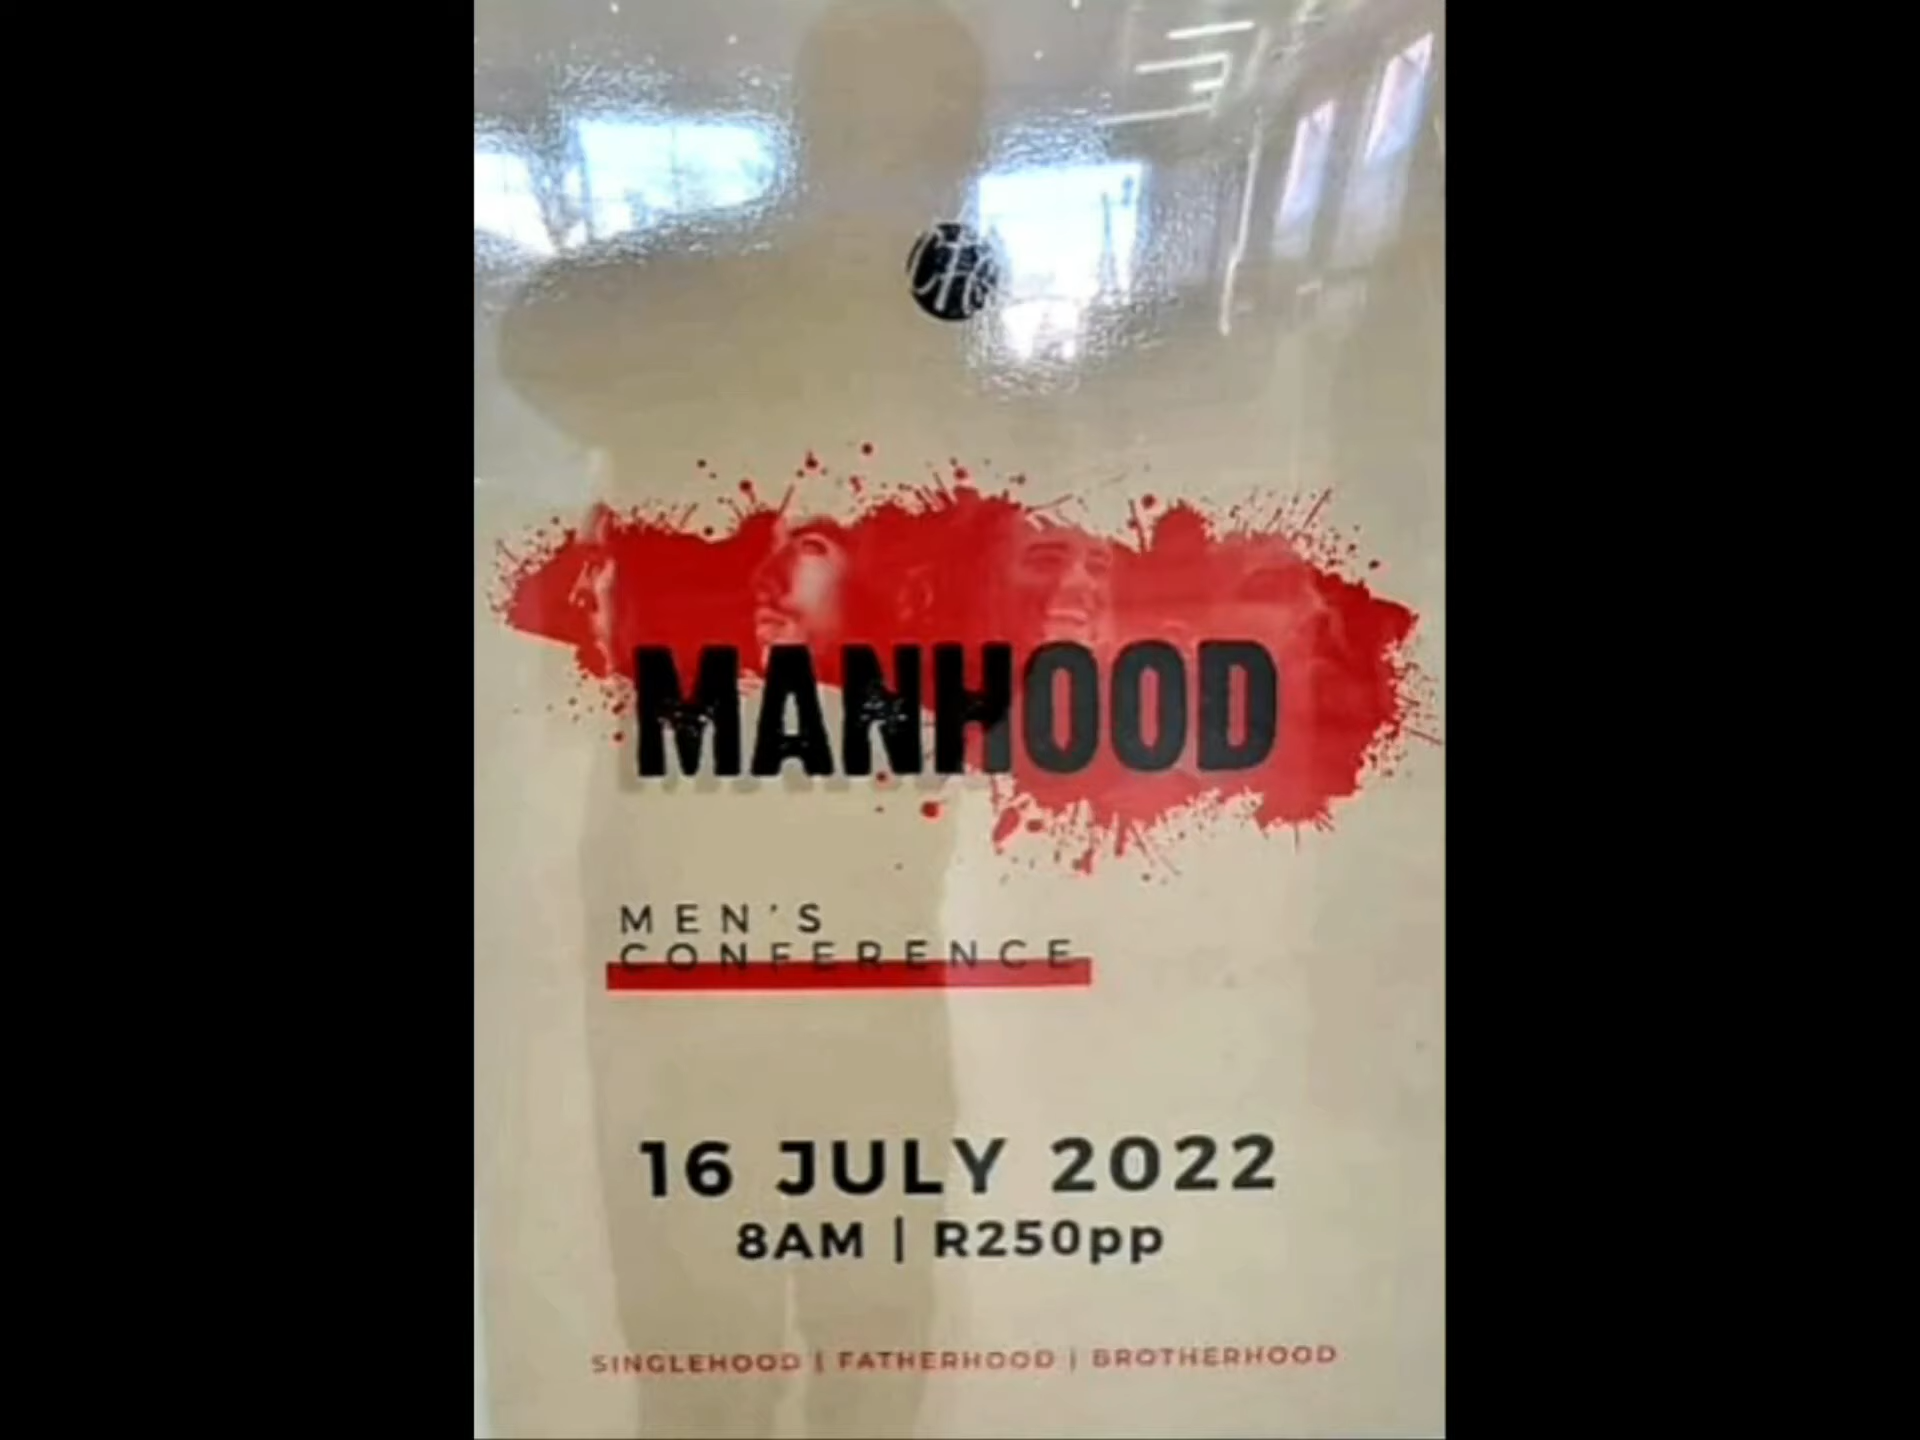 MANHOOD
MEN'S
CONFERENCE
16 JULY 2022
8AM | R250pp
SINGLEHOOD | FATHERHOOD | BROTHERHOOD